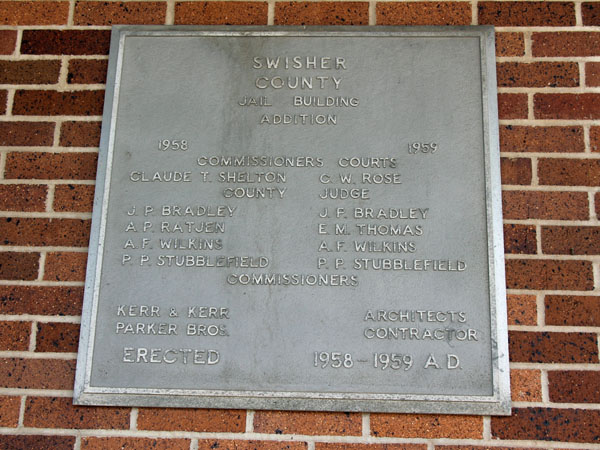 SWISHER
COUNTY
JAIL BUILDING
ADDITION
1958 1959
COMMISSIONERS COURTS
CLAUDE T. SHELTON G. W. ROSE
COUNTY JUDGE
J. P. BRADLEY J. P. BRADLEY
A. P. RATJEN E. M. THOMAS
A. F. WILKINS A. F. WILKINS
P. P. STUBBLEFIELD P. P. STUBBLEFIELD
COMMISSIONERS
KERR & KERR ARCHITECTS
PARKER BROS. CONTRACTOR
ERECTED 1958-1959 A.D.